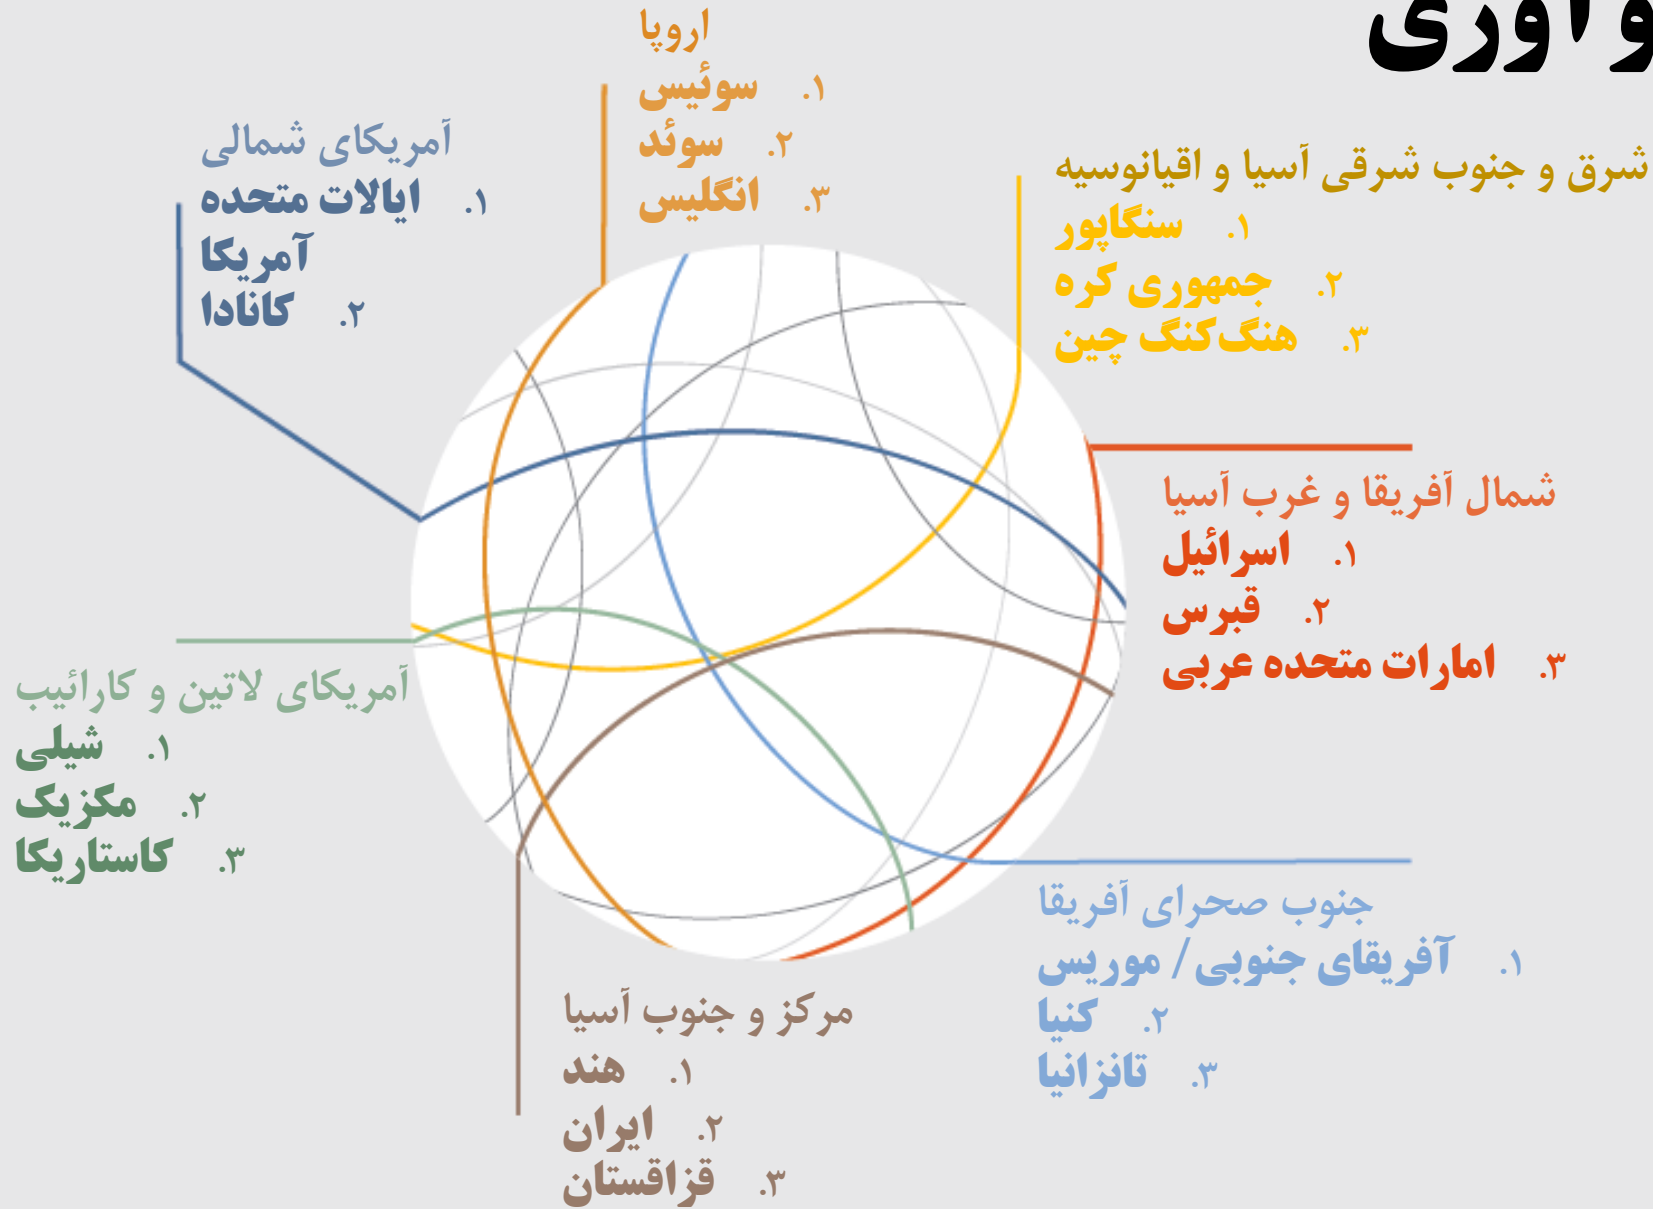 وآوری
اروپا
۱. سوئیس
۲. سوئد
۳. انگلیس
آمریکای شمالی
۱. ایالات متحده
آمریکا
۲. کانادا
شرق و جنوب شرقی آسیا و اقیانوسیه
۱. سنگاپور
۲. جمهوری کره
۳. هنگ‌کنگ چین
شمال آفریقا و غرب آسیا
۱. اسرائیل
۲. قبرس
۳. امارات متحده عربی
آمریکای لاتین و کارائیب
۱. شیلی
۲. مکزیک
۳. کاستاریکا
جنوب صحرای آفریقا
۱. آفریقای جنوبی/ موریس
۲. کنیا
۳. تانزانیا
مرکز و جنوب آسیا
۱. هند
۲. ایران
۳. قزاقستان